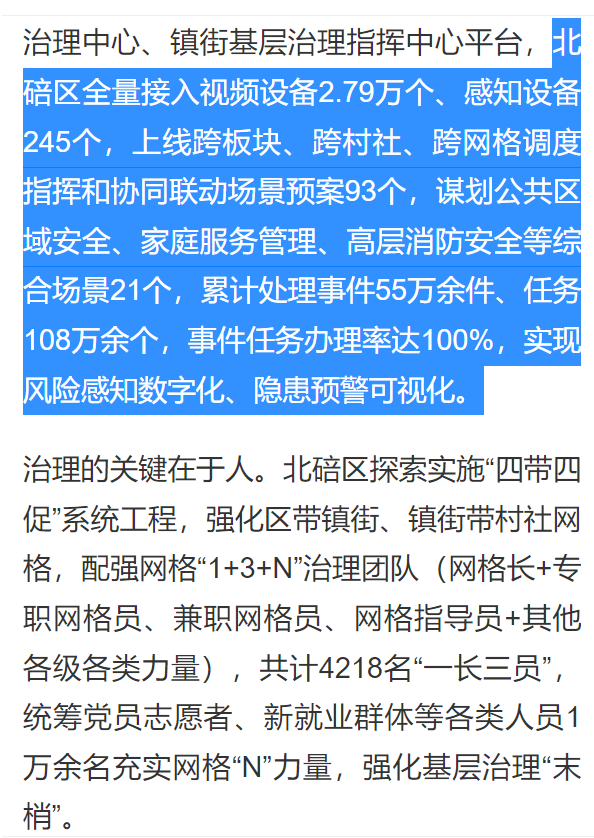 治理中心、镇街基层治理指挥中心平台，北
碚区全量接入视频设备2.79万个、感知设备
245个，上线跨板块、跨村社、跨网格调度
指挥和协同联动场景预案93个，谋划公共区
域安全、家庭服务管理、高层消防安全等综
合场景21个，累计处理事件55万余件、任务
108万余个，事件任务办理率达100%，实现
风险感知数字化、隐患预警可视化。
治理的关键在于人。北碚区探索实施“四带四
促”系统工程，强化区带镇街、镇街带村社网
格，配强网格“1+3+N”治理团队（网格长+专
职网格员、兼职网格员、网格指导员+其他
各级各类力量），共计4218名“一长三员”，
统筹党员志愿者、新就业群体等各类人员1
万余名充实网格“N”力量，强化基层治理“末
梢”。